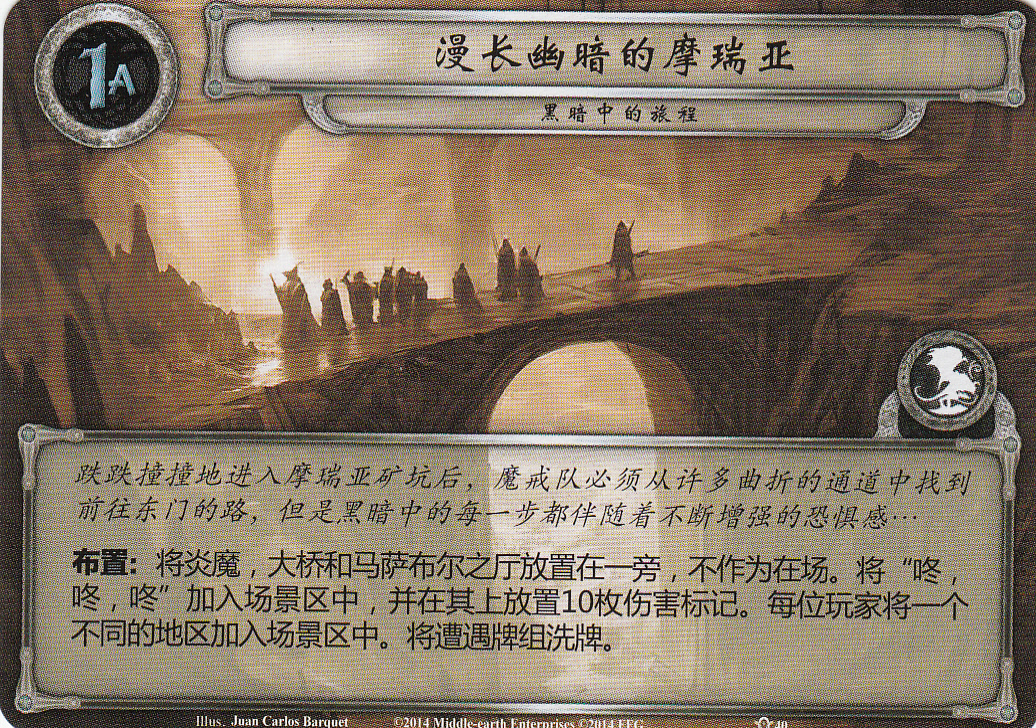 1A
漫长幽暗的摩瑞亚
黑暗中的旅程
跌跌撞撞地进入摩瑞亚矿坑后，魔戒队必须从许多曲折的通道中找到
前往东门的路，但是黑暗中的每一步都伴随着不断增强的恐惧感…
布置：将炎魔，大桥和马萨布尔之厅放置在一旁，不作为在场。将“咚，
咚，咚”加入场景区中，并在其上放置10枚伤害标记。每位玩家将一个
不同的地区加入场景区中。将遭遇牌组洗牌。
Illus. Juan Carlos Barquet ©2014 Middle-earth Enterprises ©2014 FFG 40